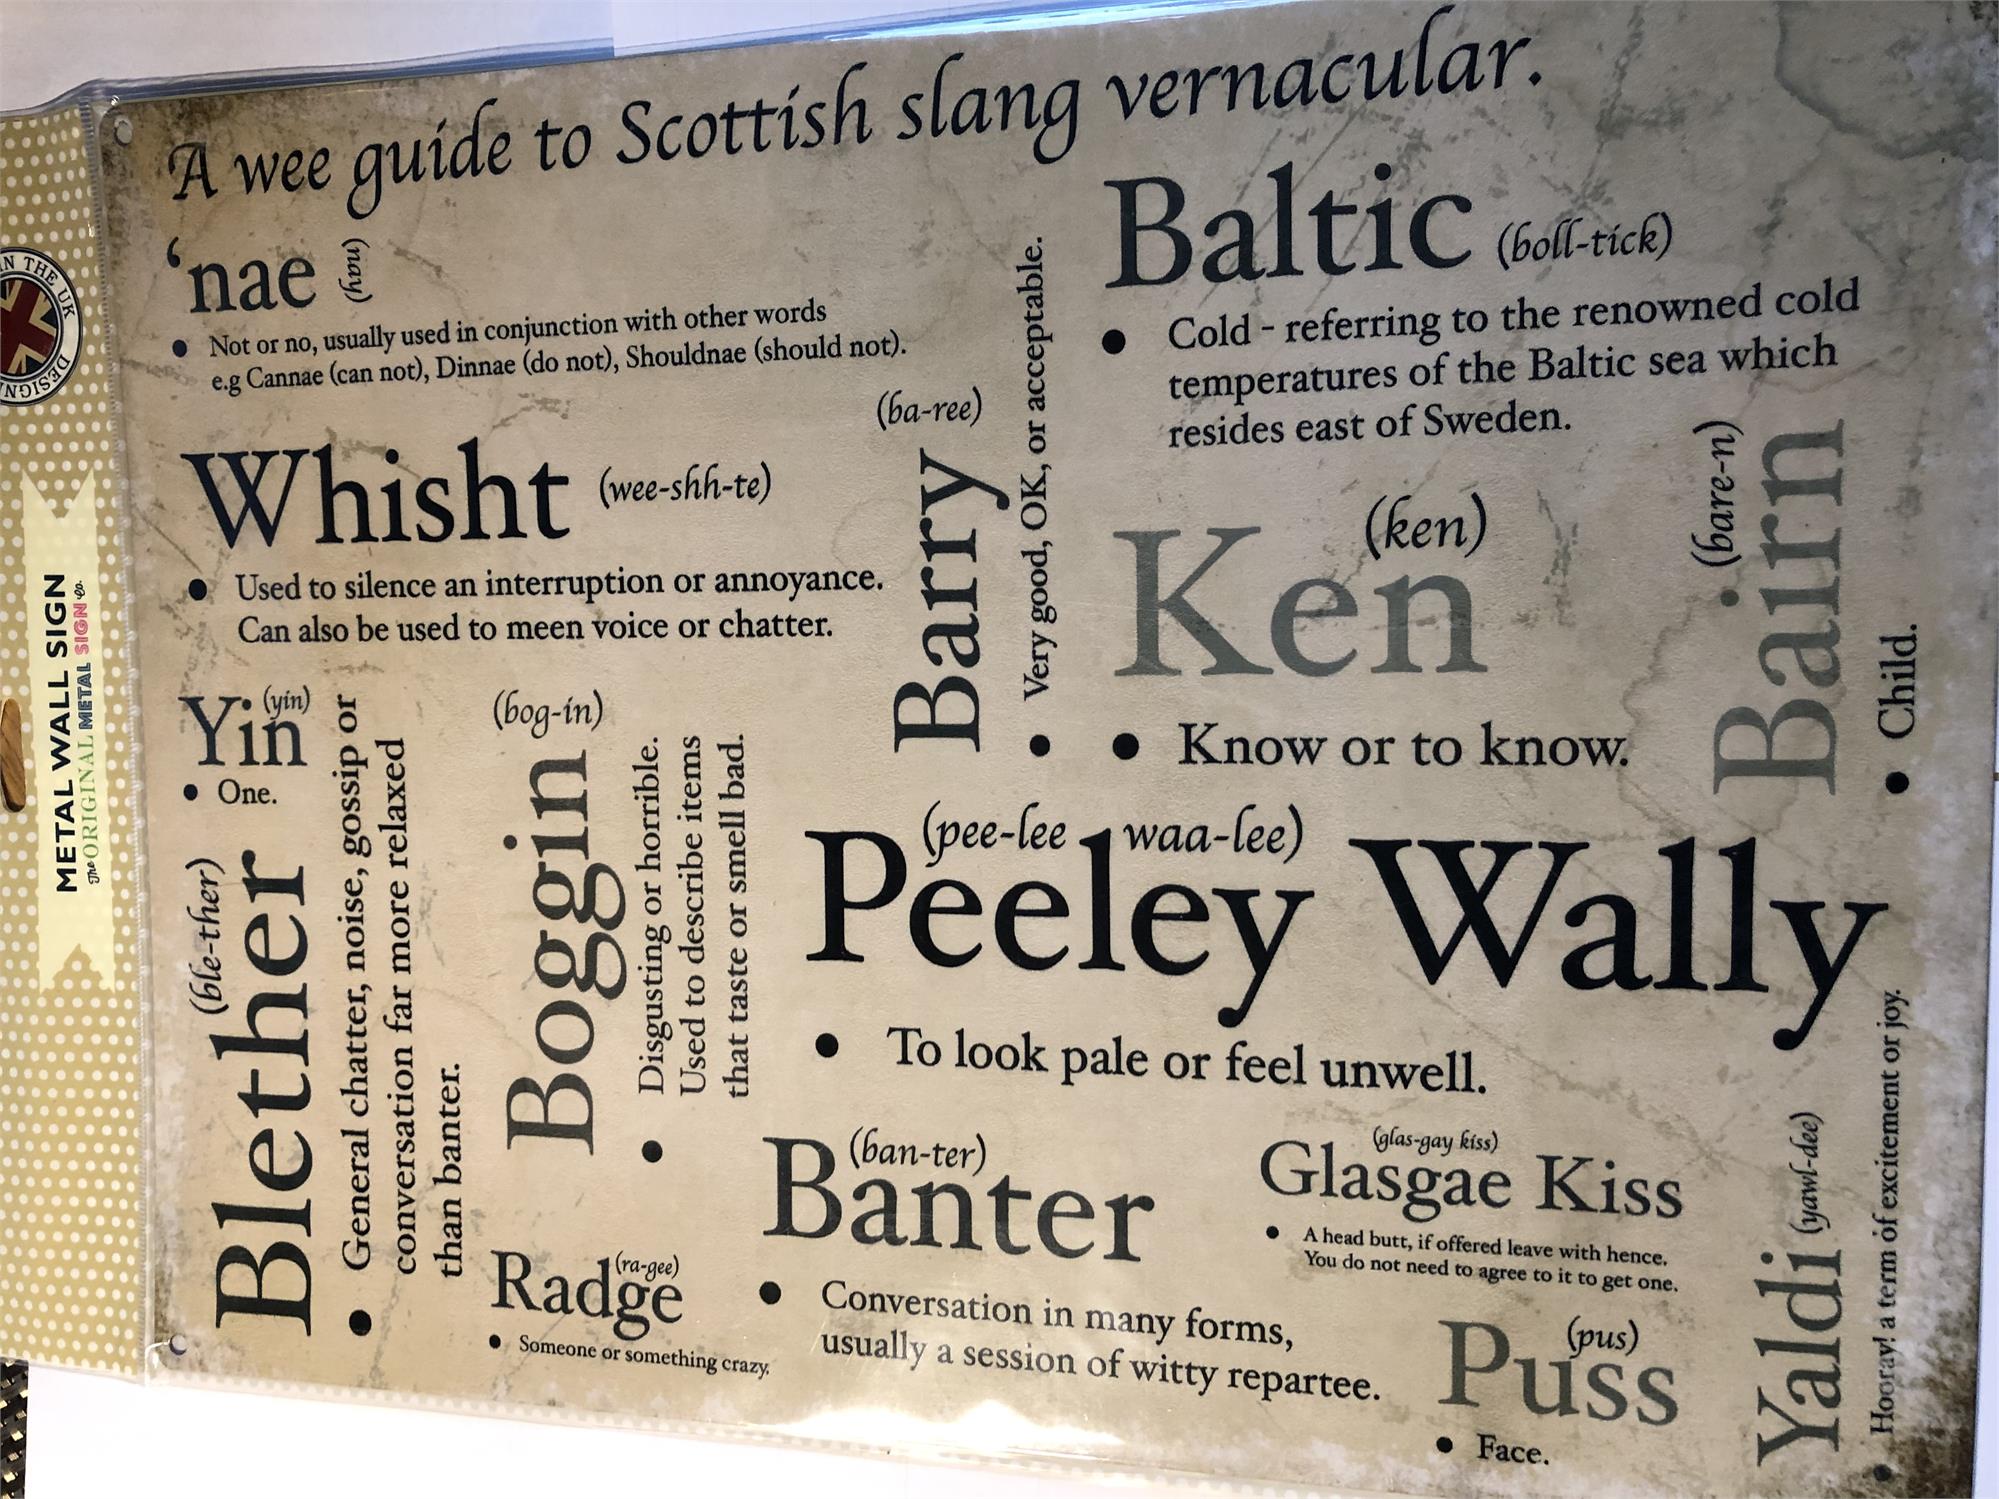 A wee guide to Scottish slang vernacular.
‘nae (nay)
• Not or no, usually used in conjunction with other words
e.g Cannae (can not), Dinnae (do not), Shouldnae (should not).
Whisht (wee-shh-te)
• Used to silence an interruption or annoyance.
Can also be used to meen voice or chatter.
Barry (ba-ree)
• Very good, OK, or acceptable.
Baltic (boll-tick)
• Cold - referring to the renowned cold
temperatures of the Baltic sea which
resides east of Sweden.
Ken (ken)
• Know or to know.
Bairn (bare-n)
• Child.
Yin (yin)
• One.
Blether (ble-ther)
• General chatter, noise, gossip or
conversation far more relaxed
than banter.
Boggin (bog-in)
• Disgusting or horrible.
Used to describe items
that taste or smell bad.
Peeley Wally (pee-lee waa-lee)
• To look pale or feel unwell.
Radge (ra-gee)
• Someone or something crazy.
Banter (ban-ter)
• Conversation in many forms,
usually a session of witty repartee.
Glasgae Kiss (glas-gay kiss)
• A head butt, if offered leave with hence.
You do not need to agree to it to get one.
Puss (pus)
• Face.
Yaldi (yawl-dee)
• Hooray! a term of excitement or joy.
METAL WALL SIGN
The ORIGINAL METAL SIGN co.
IN THE UK
DESIGN